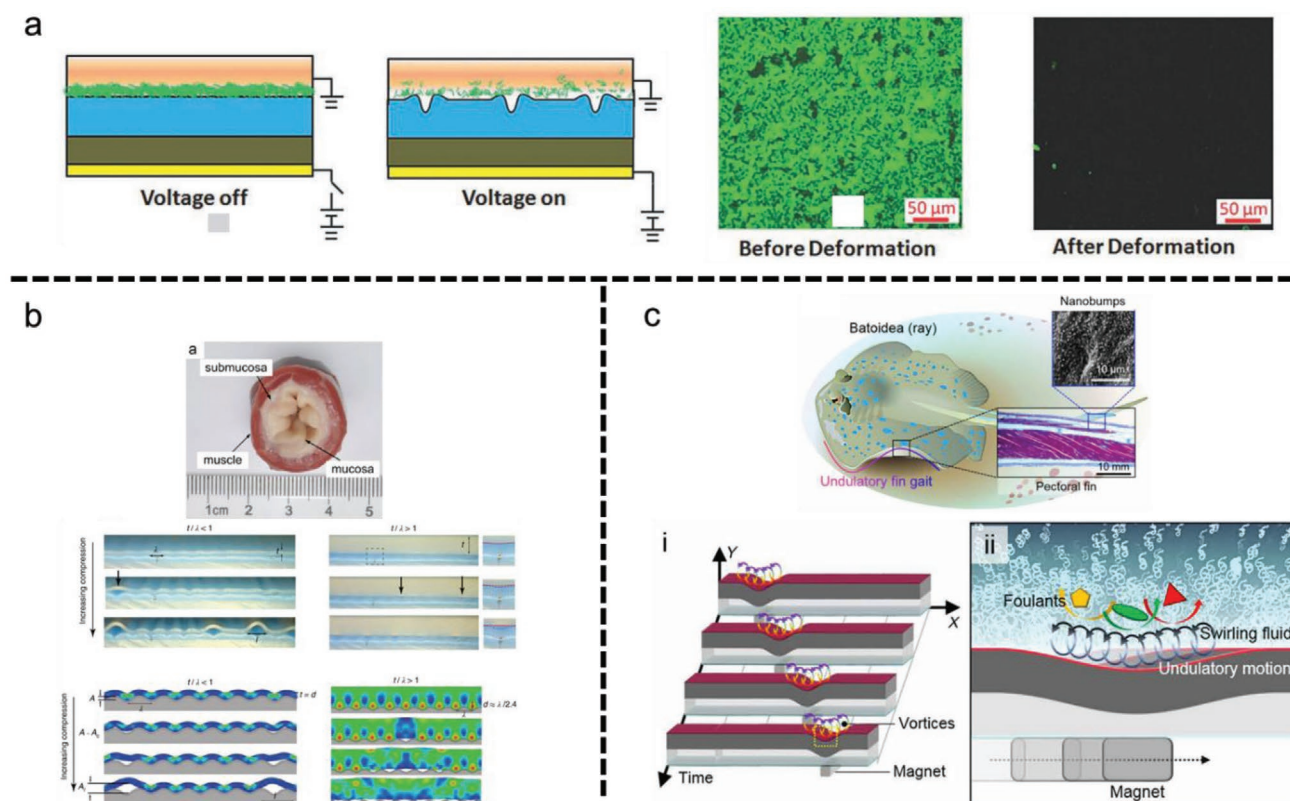 a
Voltage off
Voltage on
50 μm
50 μm
Before Deformation
After Deformation
b
a
submucosa
muscle
mucosa
1cm 2 3 4 5
t/λ < 1
t/λ > 1
Increasing compression
λ
t
t
t/λ < 1
t/λ > 1
Increasing compression
A
t = d
d ≈ λ/2.4
λ
c
Nanobumps
Batoidea (ray)
10 μm
Undulatory fin gait
10 mm
Pectoral fin
i
Y
X
Vortices
Magnet
Time
ii
Foulants
Swirling fluid
Undulatory motion
Magnet